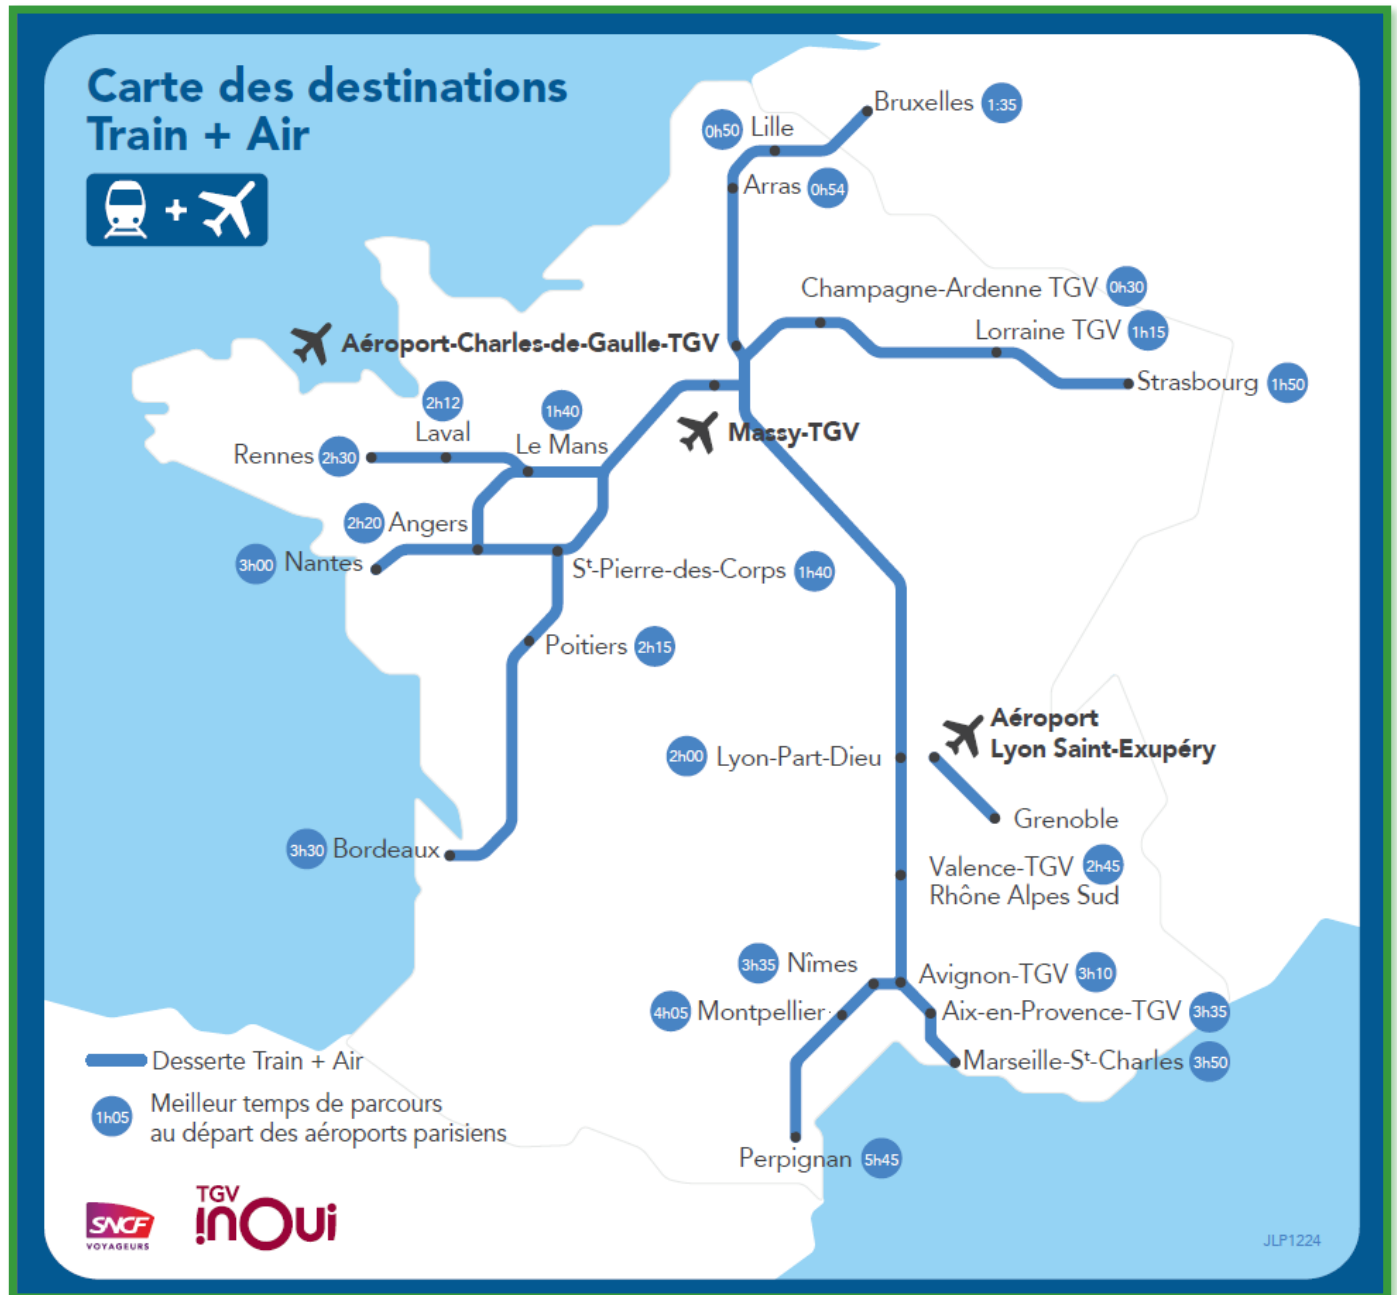 Carte des destinations
Train + Air
+
Bruxelles 1:35
0h50 Lille
Arras 0h54
Champagne-Ardenne TGV 0h30
Lorraine TGV 1h15
Aéroport-Charles-de-Gaulle-TGV
Strasbourg 1h50
2h12
Laval
1h40
Le Mans
Massy-TGV
Rennes 2h30
2h20 Angers
3h00 Nantes
Sᵗ-Pierre-des-Corps 1h40
Poitiers 2h15
Aéroport
Lyon Saint-Exupéry
2h00 Lyon-Part-Dieu
Grenoble
3h30 Bordeaux
Valence-TGV 2h45
Rhône Alpes Sud
3h35 Nîmes
Avignon-TGV 3h10
4h05 Montpellier
Aix-en-Provence-TGV 3h35
Marseille-Sᵗ-Charles 3h50
Perpignan 5h45
Desserte Train + Air
1h05 Meilleur temps de parcours
au départ des aéroports parisiens
SNCF
VOYAGEURS
TGV
inOui
JLP1224